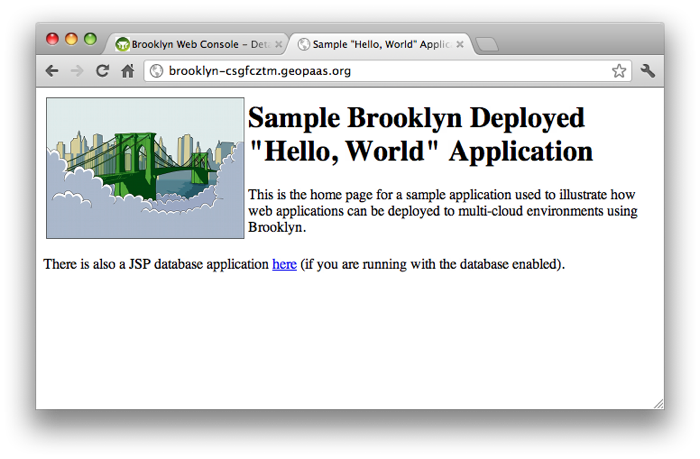 Brooklyn Web Console – Det
Sample "Hello, World" Applic
brooklyn-csgfcztm.geopaas.org
Sample Brooklyn Deployed
"Hello, World" Application
This is the home page for a sample application used to illustrate how
web applications can be deployed to multi-cloud environments using
Brooklyn.
There is also a JSP database application here (if you are running with the database enabled).